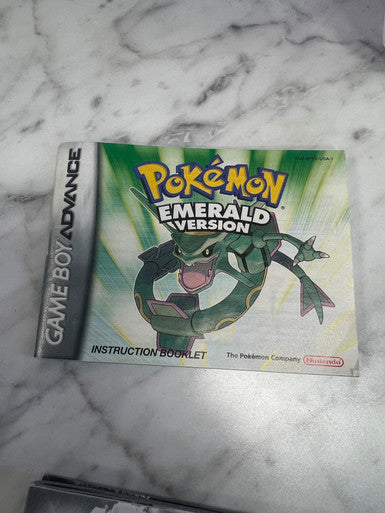 GAME BOY ADVANCE
POKéMON
EMERALD
VERSION
INSTRUCTION BOOKLET
The Pokémon Company
Nintendo